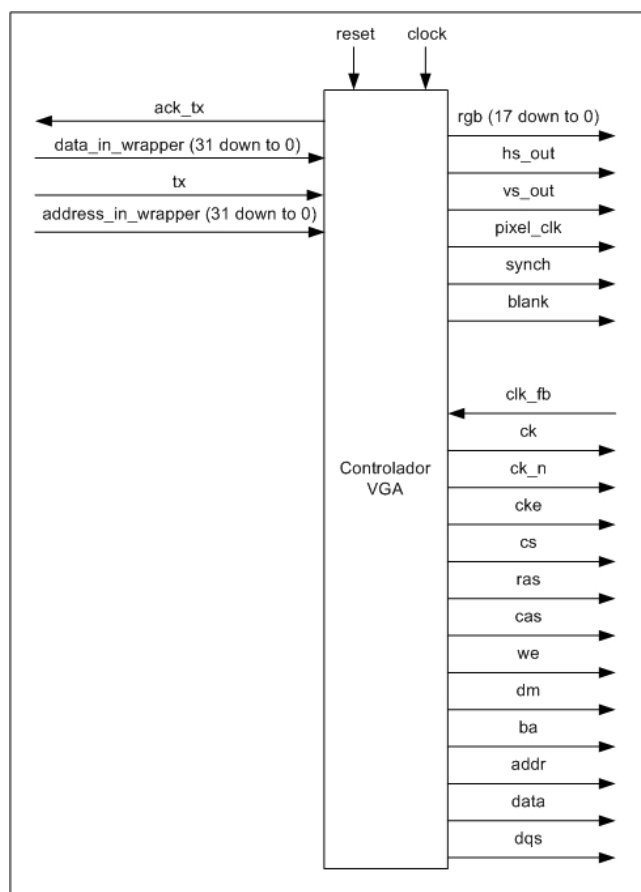 reset clock
ack_tx
data_in_wrapper (31 down to 0)
tx
address_in_wrapper (31 down to 0)
Controlador
VGA
rgb (17 down to 0)
hs_out
vs_out
pixel_clk
synch
blank
clk_fb
ck
ck_n
cke
cs
ras
cas
we
dm
ba
addr
data
dqs